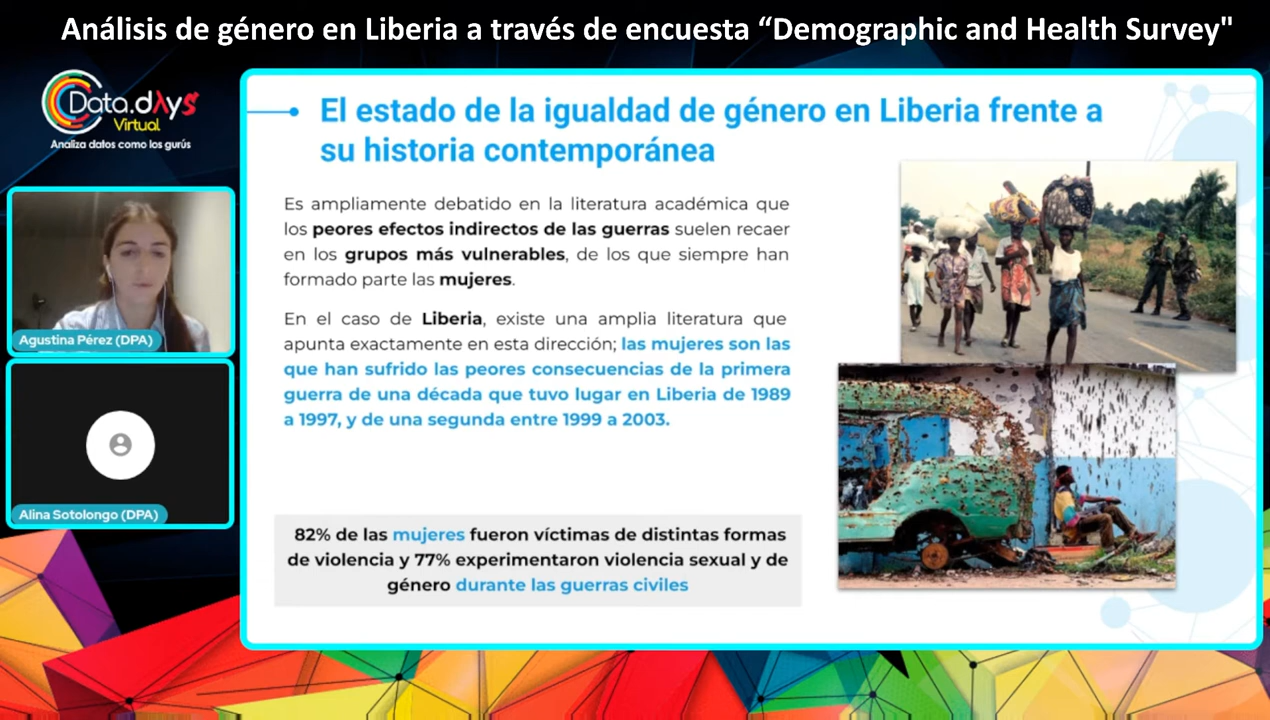 Análisis de género en Liberia a través de encuesta “Demographic and Health Survey"
Data.dAys
Virtual
Analiza datos como los gurús
Agustina Pérez (DPA)
Alina Sotolongo (DPA)
El estado de la igualdad de género en Liberia frente a
su historia contemporánea
Es ampliamente debatido en la literatura académica que
los peores efectos indirectos de las guerras suelen recaer
en los grupos más vulnerables, de los que siempre han
formado parte las mujeres.
En el caso de Liberia, existe una amplia literatura que
apunta exactamente en esta dirección; las mujeres son las
que han sufrido las peores consecuencias de la primera
guerra de una década que tuvo lugar en Liberia de 1989
a 1997, y de una segunda entre 1999 a 2003.
82% de las mujeres fueron víctimas de distintas formas
de violencia y 77% experimentaron violencia sexual y de
género durante las guerras civiles